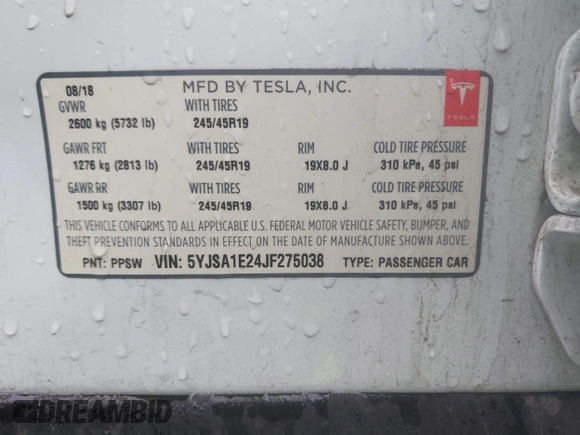 08/18 MFD BY TESLA, INC.
GVWR WITH TIRES
2600 kg (5732 lb) 245/45R19
TESLA
GAWR FRT WITH TIRES RIM COLD TIRE PRESSURE
1276 kg (2813 lb) 245/45R19 19X8.0 J 310 kPa, 45 psi
GAWR RR WITH TIRES RIM COLD TIRE PRESSURE
1500 kg (3307 lb) 245/45R19 19X8.0 J 310 kPa, 45 psi
THIS VEHICLE CONFORMS TO ALL APPLICABLE U.S. FEDERAL MOTOR VEHICLE SAFETY, BUMPER, AND
THEFT PREVENTION STANDARDS IN EFFECT ON THE DATE OF MANUFACTURE SHOWN ABOVE.
PNT: PPSW VIN: 5YJSA1E24JF275038 TYPE: PASSENGER CAR
DREAMBID